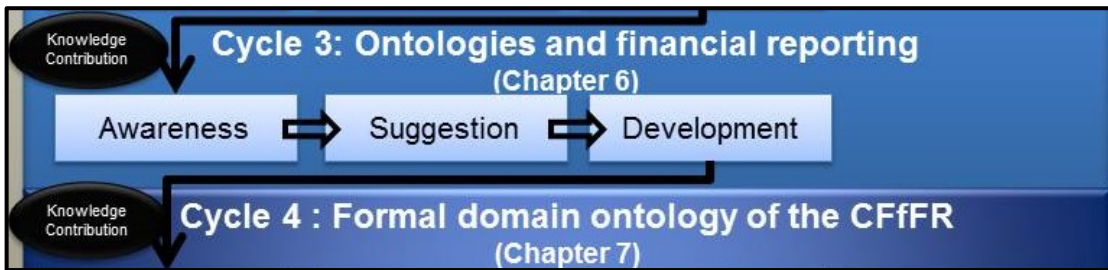 Knowledge
Contribution
Cycle 3: Ontologies and financial reporting
(Chapter 6)
Awareness
Suggestion
Development
Knowledge
Contribution
Cycle 4 : Formal domain ontology of the CFfFR
(Chapter 7)